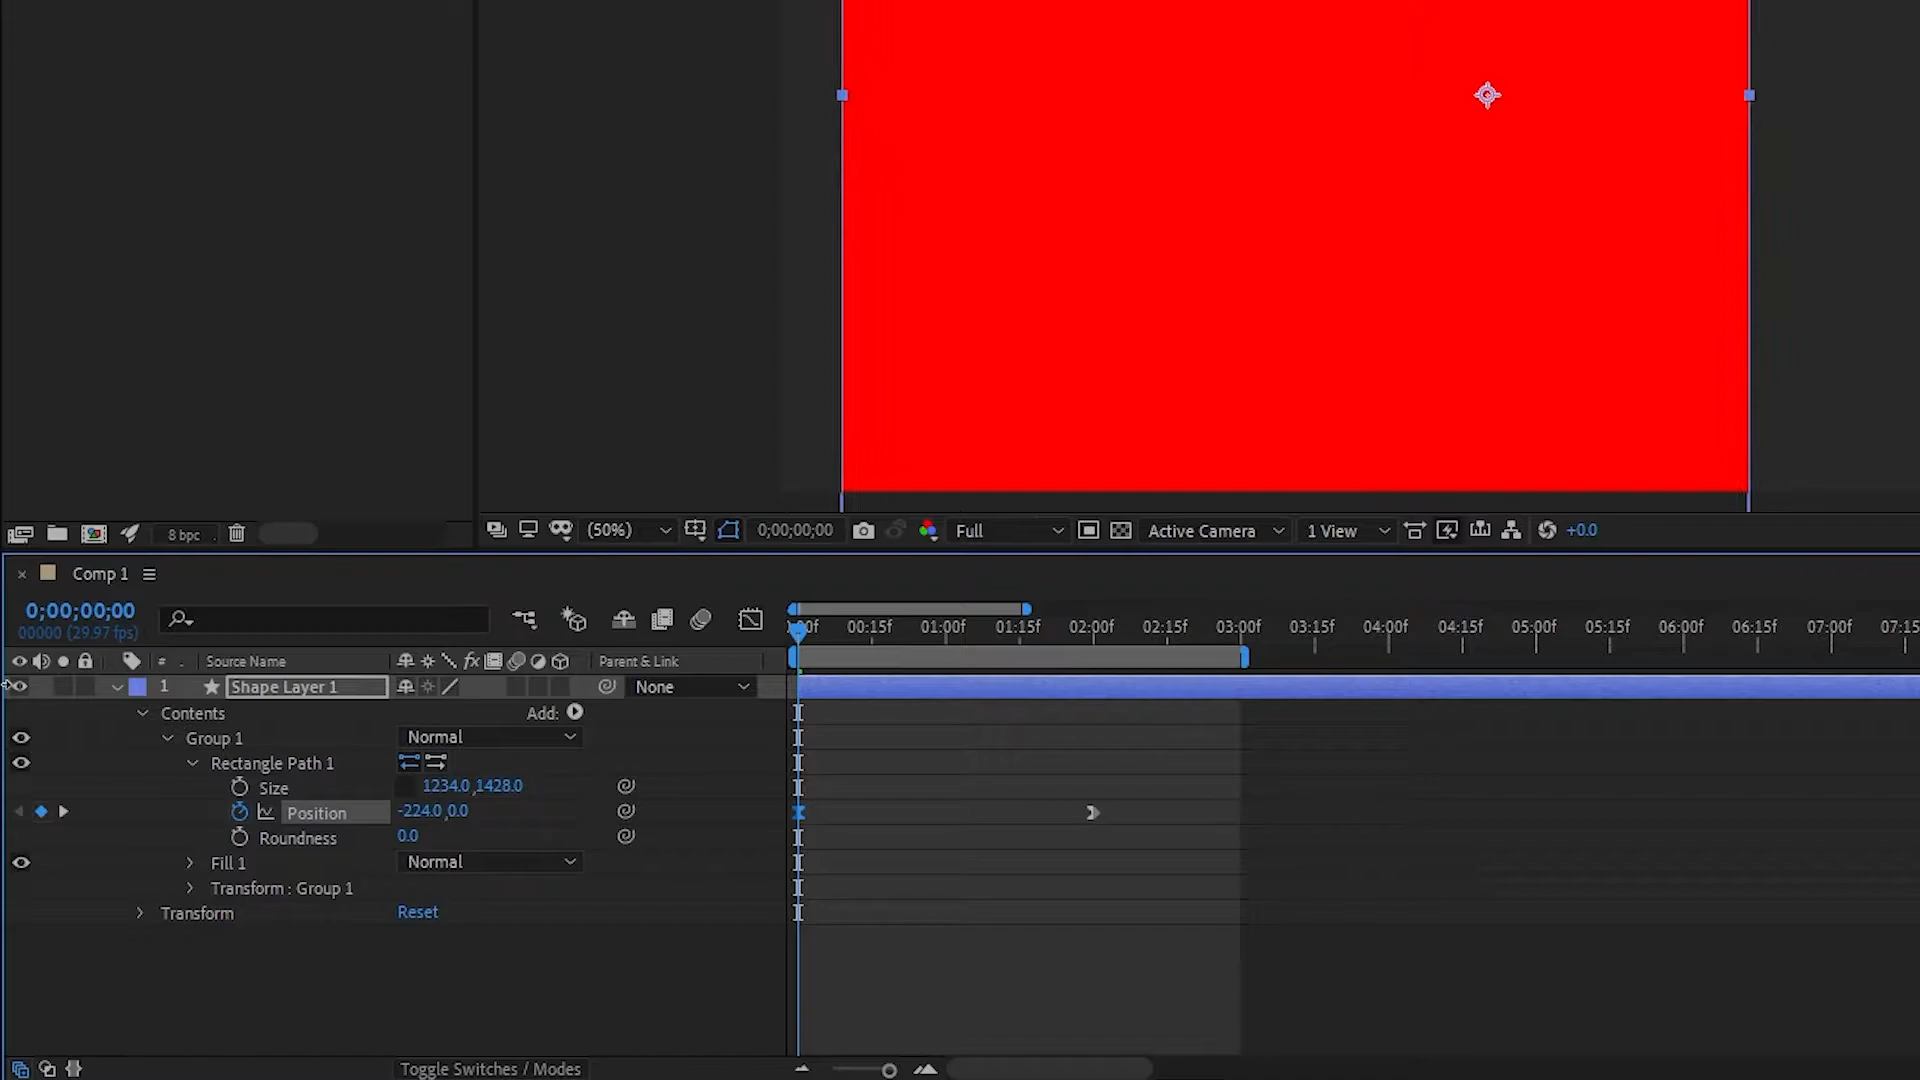 8 bpc
(50%)
0;00;00;00
Full
Active Camera
1 View
+0.0
Comp 1
0;00;00;00
00000 (29.97 fps)
00f 00:15f 01:00f 01:15f 02:00f 02:15f 03:00f 03:15f 04:00f 04:15f 05:00f 05:15f 06:00f 06:15f 07:00f 07:15
# . Source Name fx Parent & Link
1 Shape Layer 1 None
Contents Add:
Group 1 Normal
Rectangle Path 1
Size 1234.0,1428.0
Position -224.0,0.0
Roundness 0.0
Fill 1 Normal
Transform : Group 1
Transform Reset
Toggle Switches / Modes